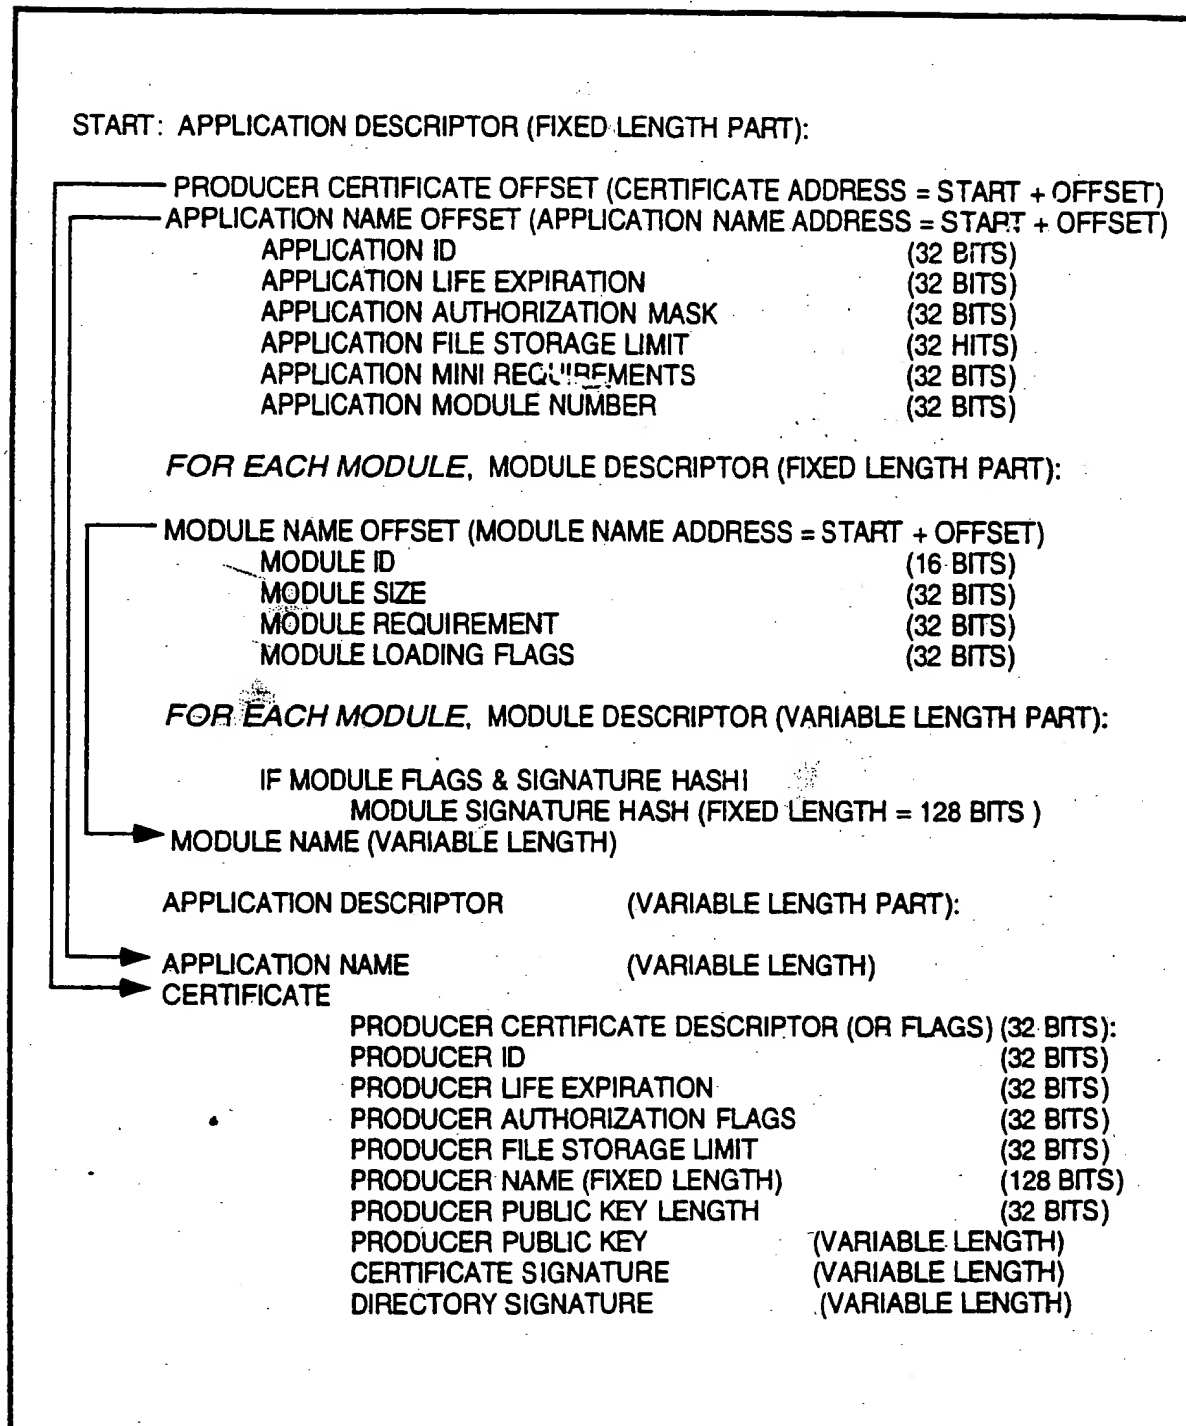 START: APPLICATION DESCRIPTOR (FIXED LENGTH PART):
PRODUCER CERTIFICATE OFFSET (CERTIFICATE ADDRESS = START + OFFSET)
APPLICATION NAME OFFSET (APPLICATION NAME ADDRESS = START + OFFSET)
APPLICATION ID (32 BITS)
APPLICATION LIFE EXPIRATION (32 BITS)
APPLICATION AUTHORIZATION MASK (32 BITS)
APPLICATION FILE STORAGE LIMIT (32 HITS)
APPLICATION MINI REQUIREMENTS (32 BITS)
APPLICATION MODULE NUMBER (32 BITS)
FOR EACH MODULE, MODULE DESCRIPTOR (FIXED LENGTH PART):
MODULE NAME OFFSET (MODULE NAME ADDRESS = START + OFFSET)
MODULE ID (16 BITS)
MODULE SIZE (32 BITS)
MODULE REQUIREMENT (32 BITS)
MODULE LOADING FLAGS (32 BITS)
FOR EACH MODULE, MODULE DESCRIPTOR (VARIABLE LENGTH PART):
IF MODULE FLAGS & SIGNATURE HASH!
MODULE SIGNATURE HASH (FIXED LENGTH = 128 BITS )
MODULE NAME (VARIABLE LENGTH)
APPLICATION DESCRIPTOR (VARIABLE LENGTH PART):
APPLICATION NAME (VARIABLE LENGTH)
CERTIFICATE
PRODUCER CERTIFICATE DESCRIPTOR (OR FLAGS) (32 BITS):
PRODUCER ID (32 BITS)
PRODUCER LIFE EXPIRATION (32 BITS)
PRODUCER AUTHORIZATION FLAGS (32 BITS)
PRODUCER FILE STORAGE LIMIT (32 BITS)
PRODUCER NAME (FIXED LENGTH) (128 BITS)
PRODUCER PUBLIC KEY LENGTH (32 BITS)
PRODUCER PUBLIC KEY (VARIABLE LENGTH)
CERTIFICATE SIGNATURE (VARIABLE LENGTH)
DIRECTORY SIGNATURE (VARIABLE LENGTH)